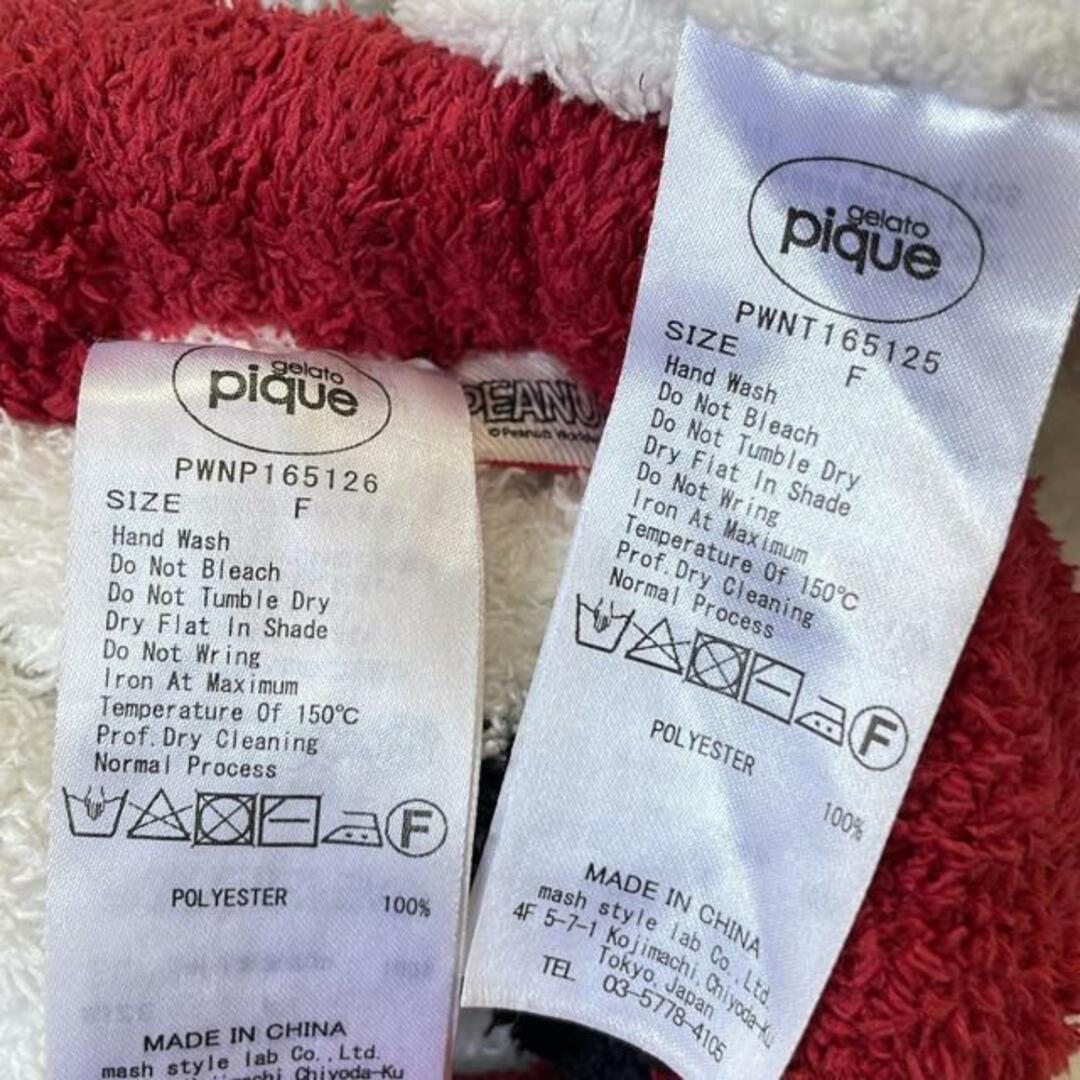 gelato
pique
PWNP165126
SIZE F
Hand Wash
Do Not Bleach
Do Not Tumble Dry
Dry Flat In Shade
Do Not Wring
Iron At Maximum
Temperature Of 150℃
Prof.Dry Cleaning
Normal Process
F
POLYESTER 100%
MADE IN CHINA
mash style lab Co.,Ltd.
Chiyoda-Ku
PEANU
©Peanuts
gelato
pique
PWNT165125
SIZE F
Hand Wash
Do Not Bleach
Do Not Tumble Dry
Dry Flat In Shade
Do Not Wring
Iron At Maximum
Temperature Of 150℃
Prof.Dry Cleaning
Normal Process
F
POLYESTER 100%
MADE IN CHINA
mash style lab Co.,Ltd.
4F 5-7-1 Kojimachi,Chiyoda-Ku
Tokyo,Japan
TEL 03-5778-4105